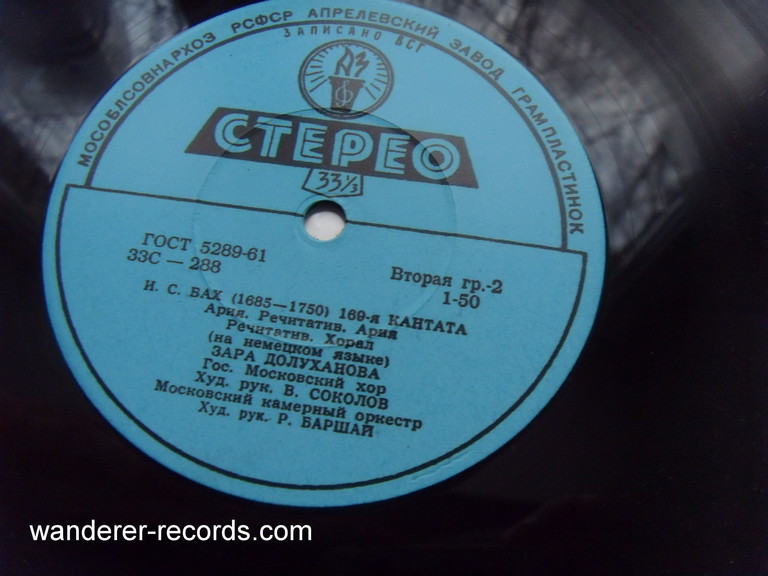 МОСОБЛСОВНАРХОЗ РСФСР АПРЕЛЕВСКИЙ ЗАВОД ГРАМПЛАСТИНОК
ЗАПИСАНО ВСГ
АЗ
СТЕРЕО
33⅓
ГОСТ 5289-61
33С — 288
Вторая гр.-2
1-50
И. С. БАХ (1685—1750) 169-я КАНТАТА
Ария. Речитатив. Ария
Речитатив. Хорал
(на немецком языке)
ЗАРА ДОЛУХАНОВА
Гос. Московский хор
Худ. рук. В. СОКОЛОВ
Московский камерный оркестр
Худ. рук. Р. БАРШАЙ
wanderer-records.com